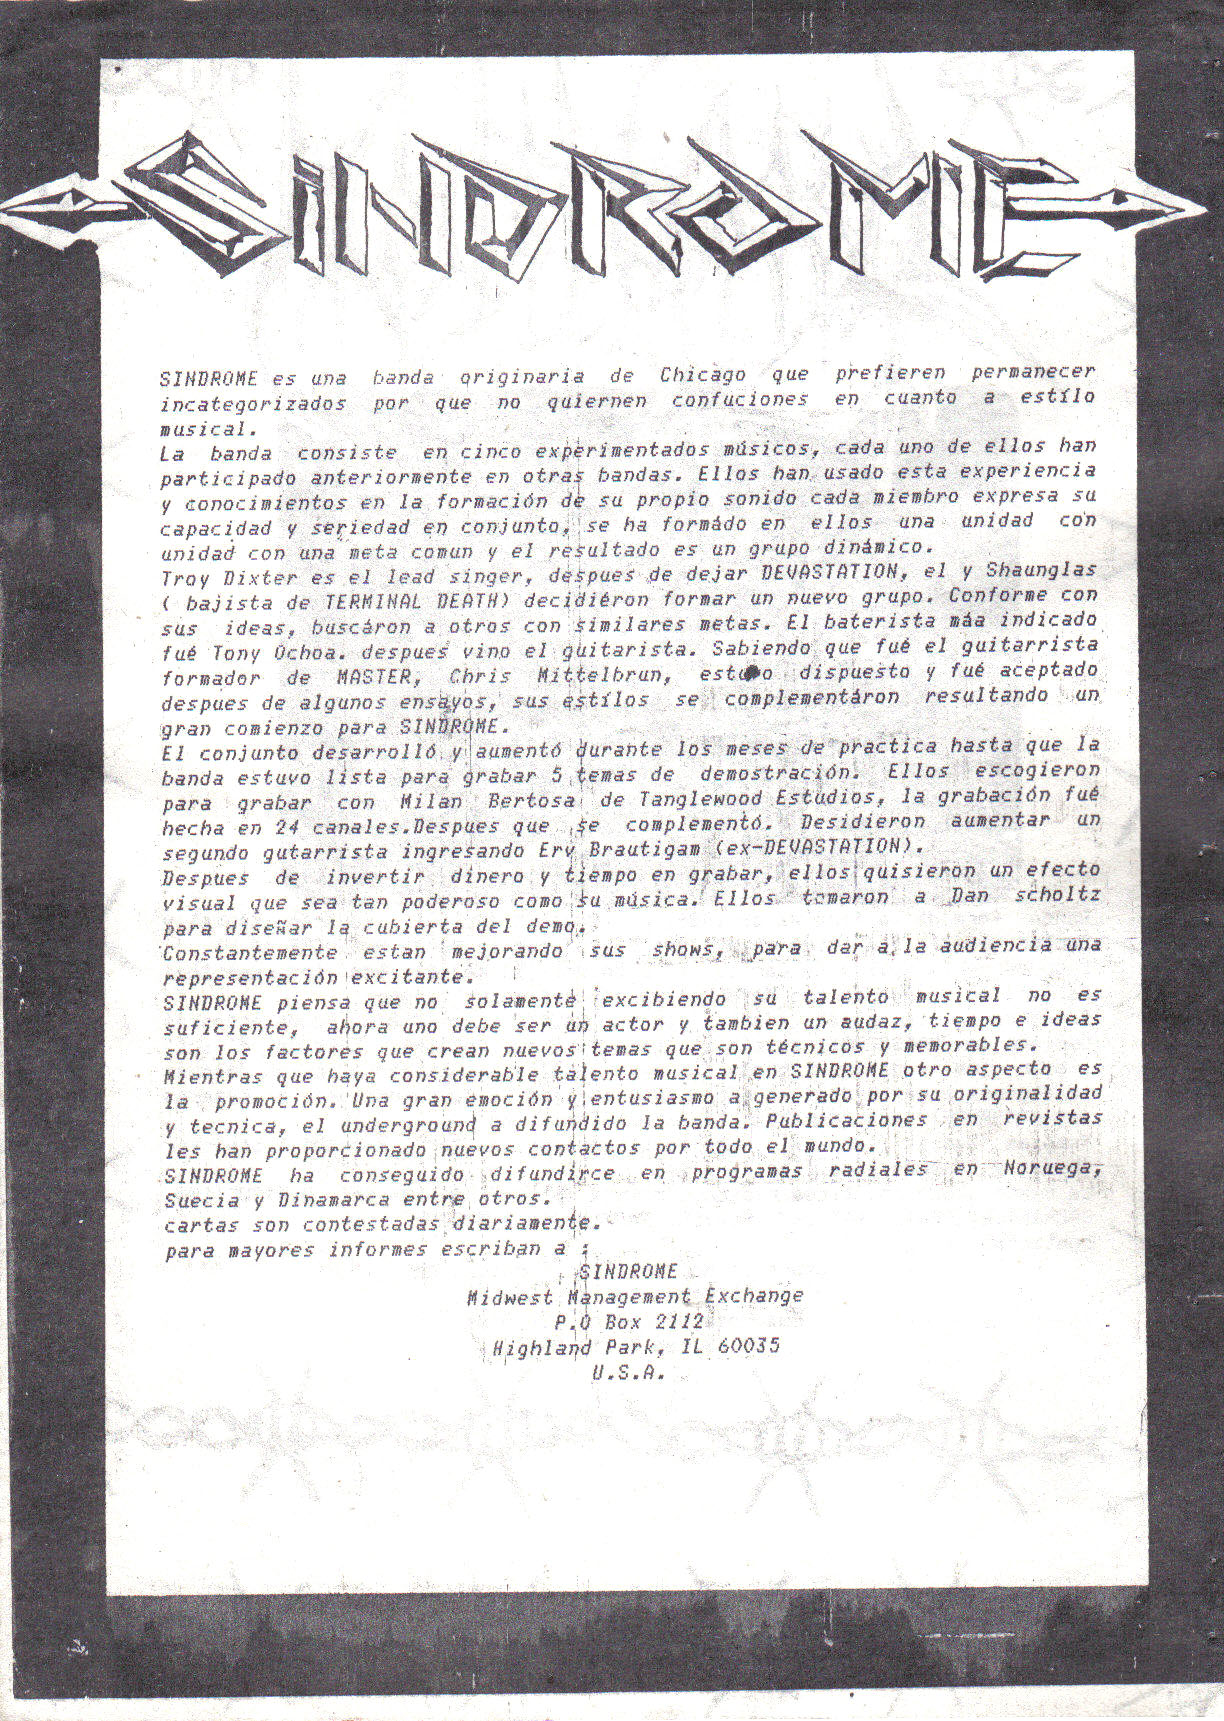 SINDROME
SINDROME es una banda originaria de Chicago que prefieren permanecer
incategorizados por que no quiernen confuciones en cuanto a estílo
musical.
La banda consiste en cinco experimentados músicos, cada uno de ellos han
participado anteriormente en otras bandas. Ellos han usado esta experiencia
y conocimientos en la formación de su propio sonido cada miembro expresa su
capacidad y seriedad en conjunto, se ha formádo en ellos una unidad con
unidad con una meta comun y el resultado es un grupo dinámico.
Troy Dixter es el lead singer, despues de dejar DEVASTATION, el y Shaunglas
( bajista de TERMINAL DEATH) decidiéron formar un nuevo grupo. Conforme con
sus ideas, buscáron a otros con similares metas. El baterista máa indicado
fué Tony Ochoa. despues vino el guitarista. Sabiendo que fué el guitarrista
formador de MASTER, Chris Mittelbrun, estuvo dispuesto y fué aceptado
despues de algunos ensayos, sus estílos se complementáron resultando un
gran comienzo para SINDROME.
El conjunto desarrolló y aumentó durante los meses de practica hasta que la
banda estuvo lista para grabar 5 temas de demostración. Ellos escogieron
para grabar con Milan Bertosa de Tanglewood Estudios, la grabación fué
hecha en 24 canales.Despues que se complementó. Desidieron aumentar un
segundo gutarrista ingresando Erv Brautigam (ex-DEVASTATION).
Despues de invertir dinero y tiempo en grabar, ellos quisieron un efecto
visual que sea tan poderoso como su música. Ellos tomaron a Dan scholtz
para diseñar la cubierta del demo.
Constantemente estan mejorando sus shows, para dar a la audiencia una
representación excitante.
SINDROME piensa que no solamente excibiendo su talento musical no es
suficiente, ahora uno debe ser un actor y tambien un audaz, tiempo e ideas
son los factores que crean nuevos temas que son técnicos y memorables.
Mientras que haya considerable talento musical en SINDROME otro aspecto es
la promoción. Una gran emoción y entusiasmo a generado por su originalidad
y tecnica, el underground a difundido la banda. Publicaciones en revistas
les han proporcionado nuevos contactos por todo el mundo.
SINDROME ha conseguido difundirce en programas radiales en Noruega,
Suecia y Dinamarca entre otros.
cartas son contestadas diariamente.
para mayores informes escriban a :
SINDROME
Midwest Management Exchange
P.O Box 2112
Highland Park, IL 60035
U.S.A.